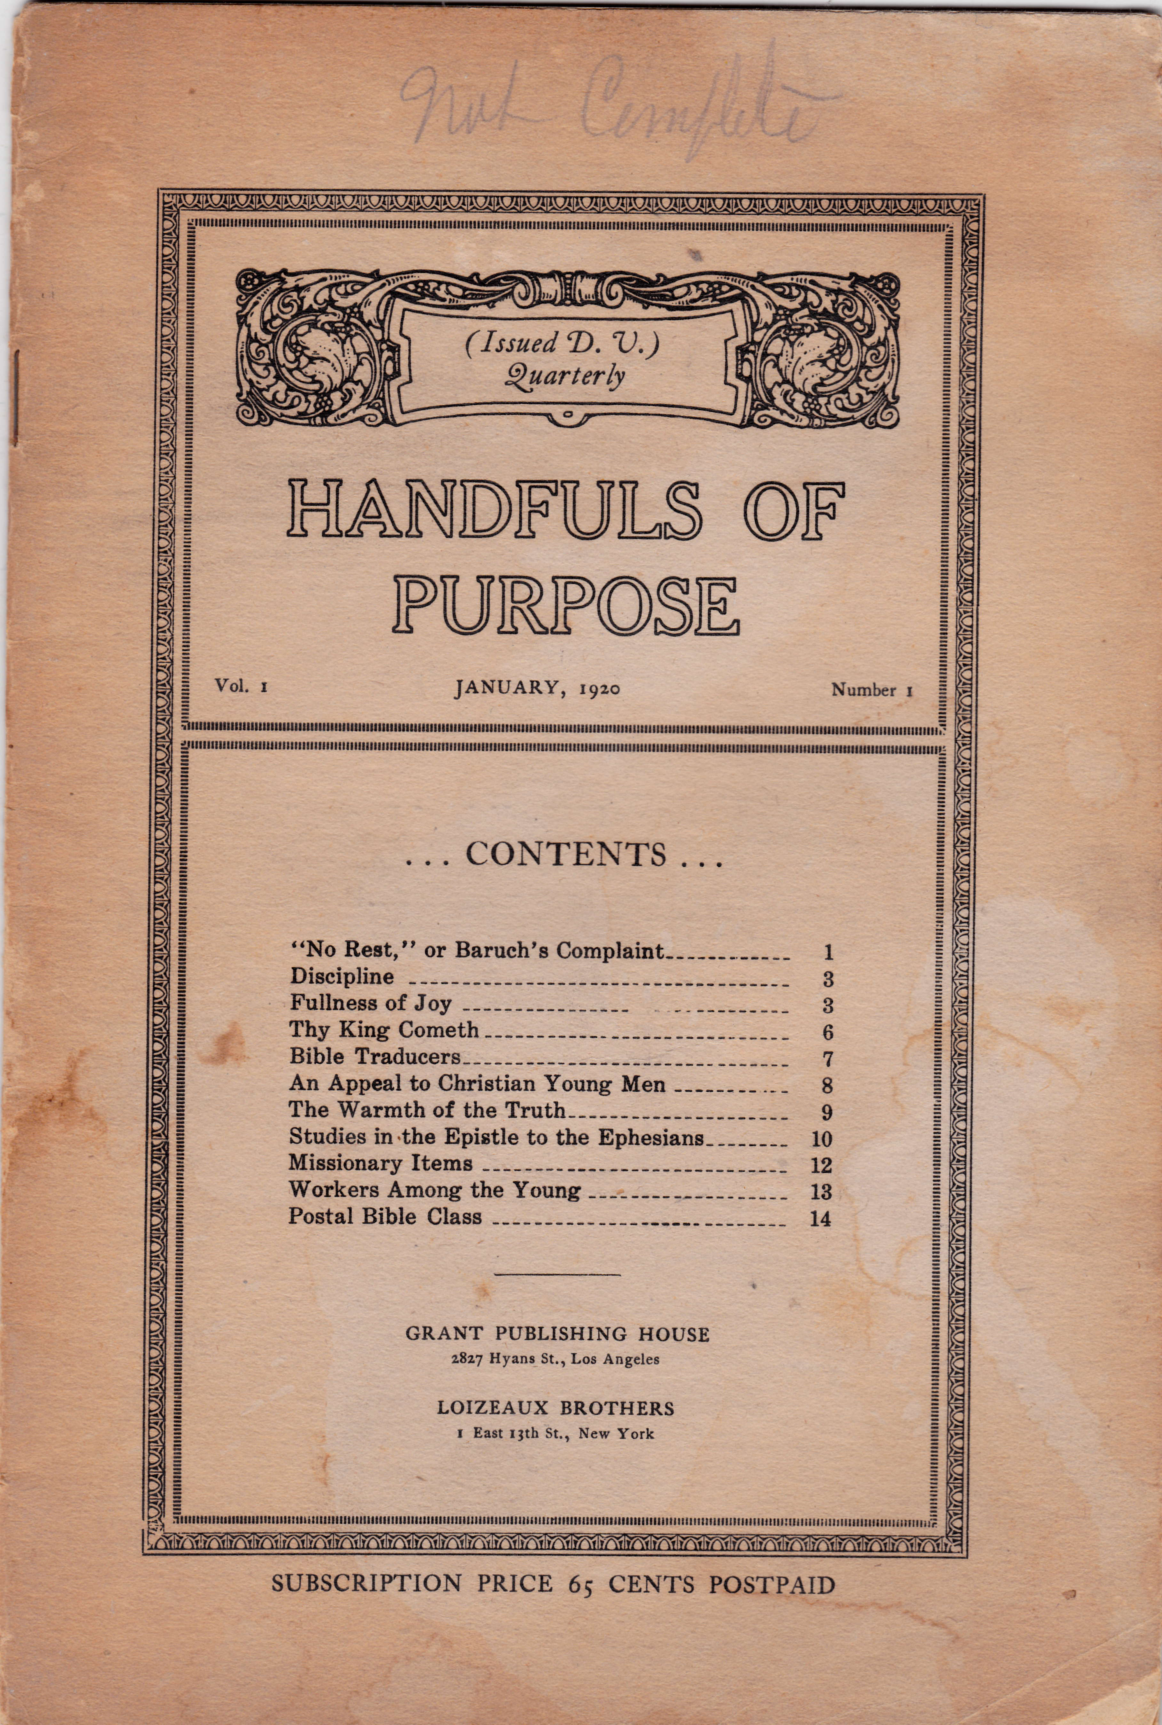 Not Complete
(Issued D. V.)
Quarterly
HANDFULS OF
PURPOSE
Vol. 1 JANUARY, 1920 Number 1
... CONTENTS ...
“No Rest,” or Baruch’s Complaint------------ 1
Discipline ------------------------------------ 3
Fullness of Joy ------------------------------ 3
Thy King Cometh ----------------------------- 6
Bible Traducers------------------------------- 7
An Appeal to Christian Young Men ----------- 8
The Warmth of the Truth--------------------- 9
Studies in the Epistle to the Ephesians-------- 10
Missionary Items ----------------------------- 12
Workers Among the Young ------------------- 13
Postal Bible Class ---------------------------- 14
GRANT PUBLISHING HOUSE
2827 Hyans St., Los Angeles
LOIZEAUX BROTHERS
1 East 13th St., New York
SUBSCRIPTION PRICE 65 CENTS POSTPAID